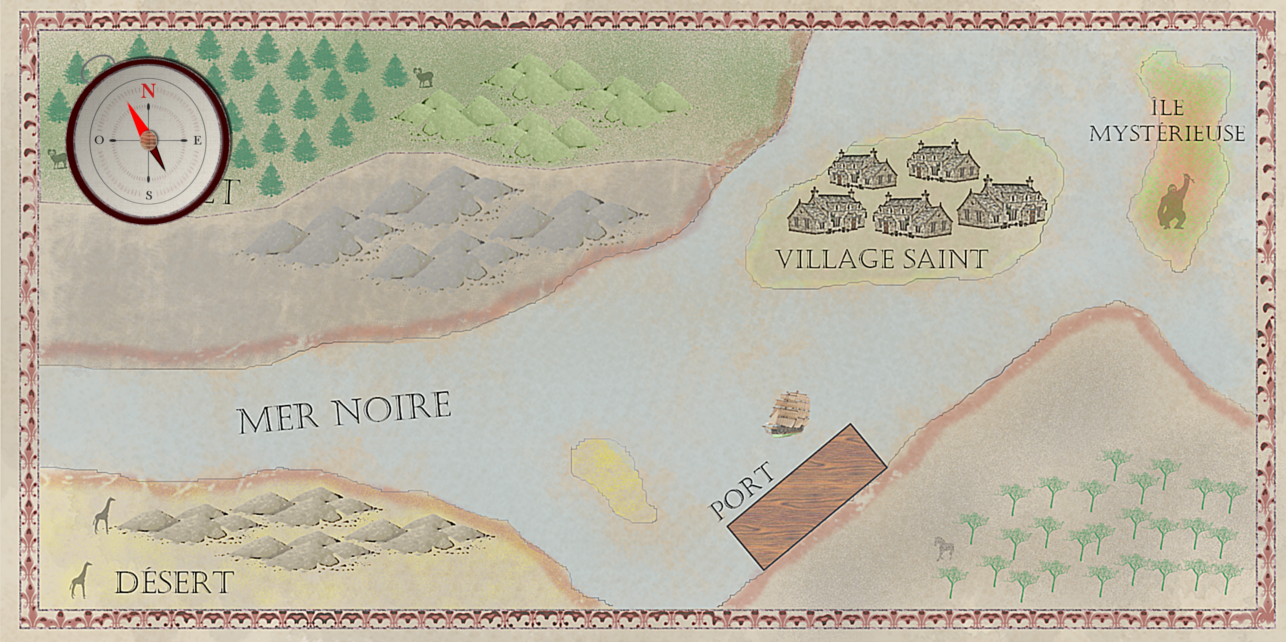 N
O E
S
ÎLE
MYSTÉRIEUSE
VILLAGE SAINT
MER NOIRE
PORT
DÉSERT